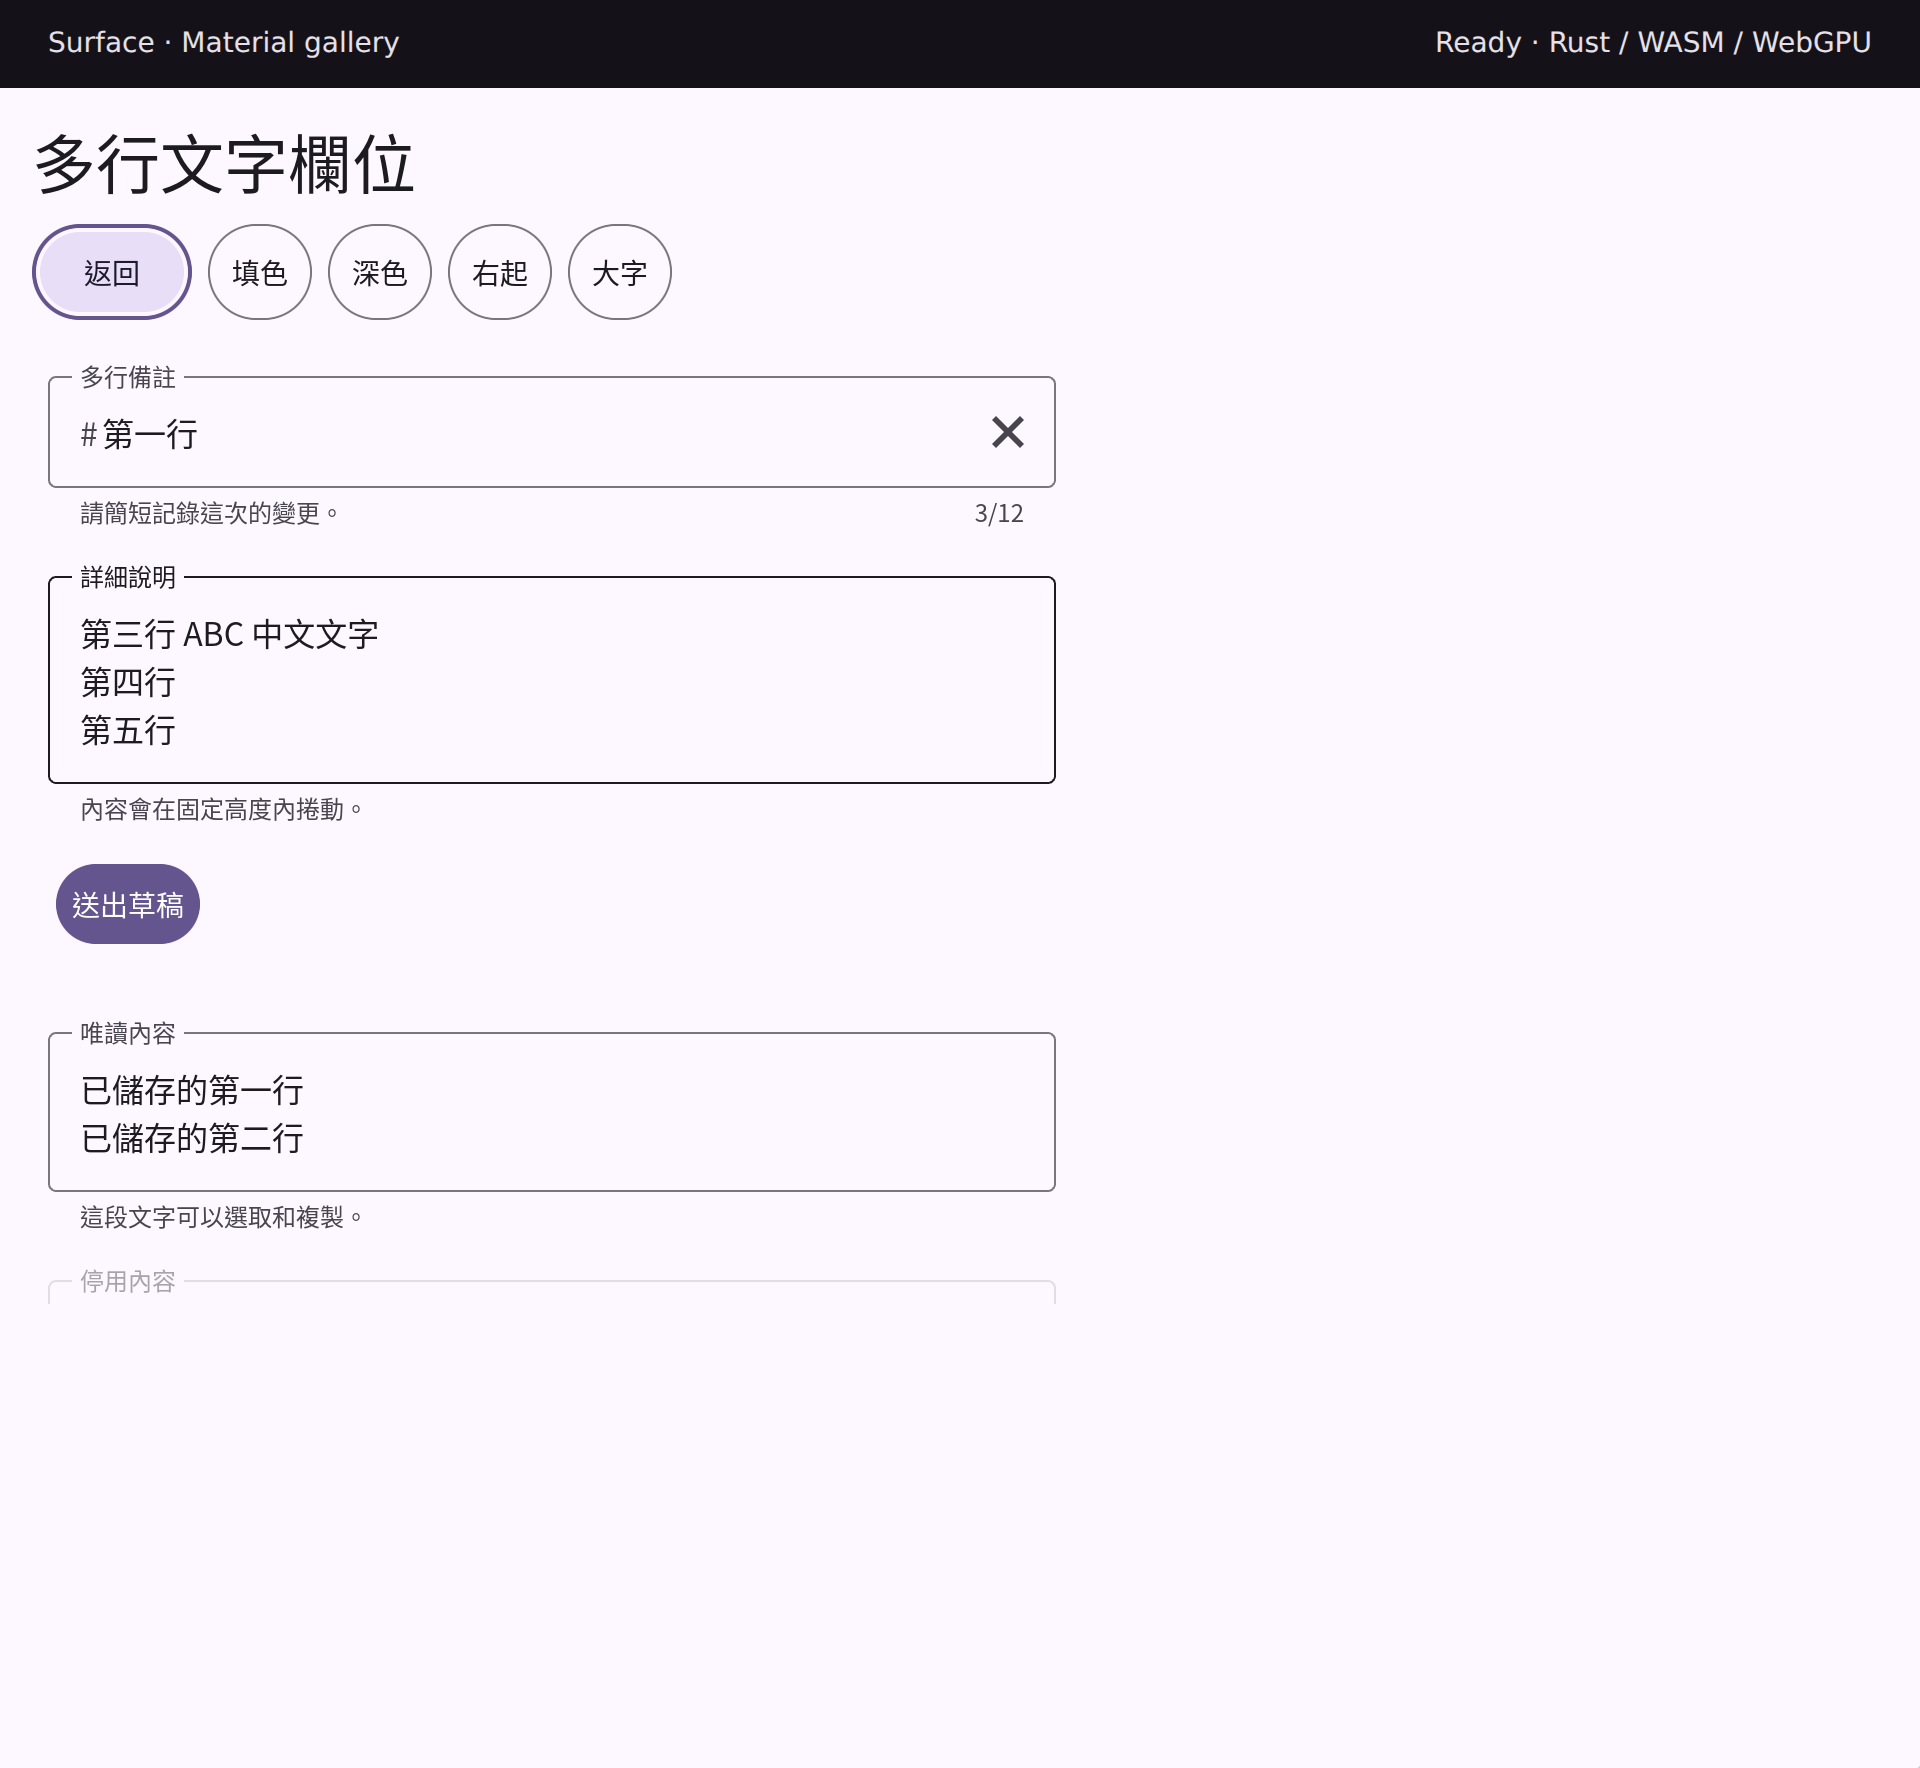 Surface · Material gallery
Ready · Rust / WASM / WebGPU
多行文字欄位
返回
填色
深色
右起
大字
多行備註
# 第一行
請簡短記錄這次的變更。
3/12
詳細說明
第三行 ABC 中文文字
第四行
第五行
內容會在固定高度內捲動。
送出草稿
唯讀內容
已儲存的第一行
已儲存的第二行
這段文字可以選取和複製。
停用內容